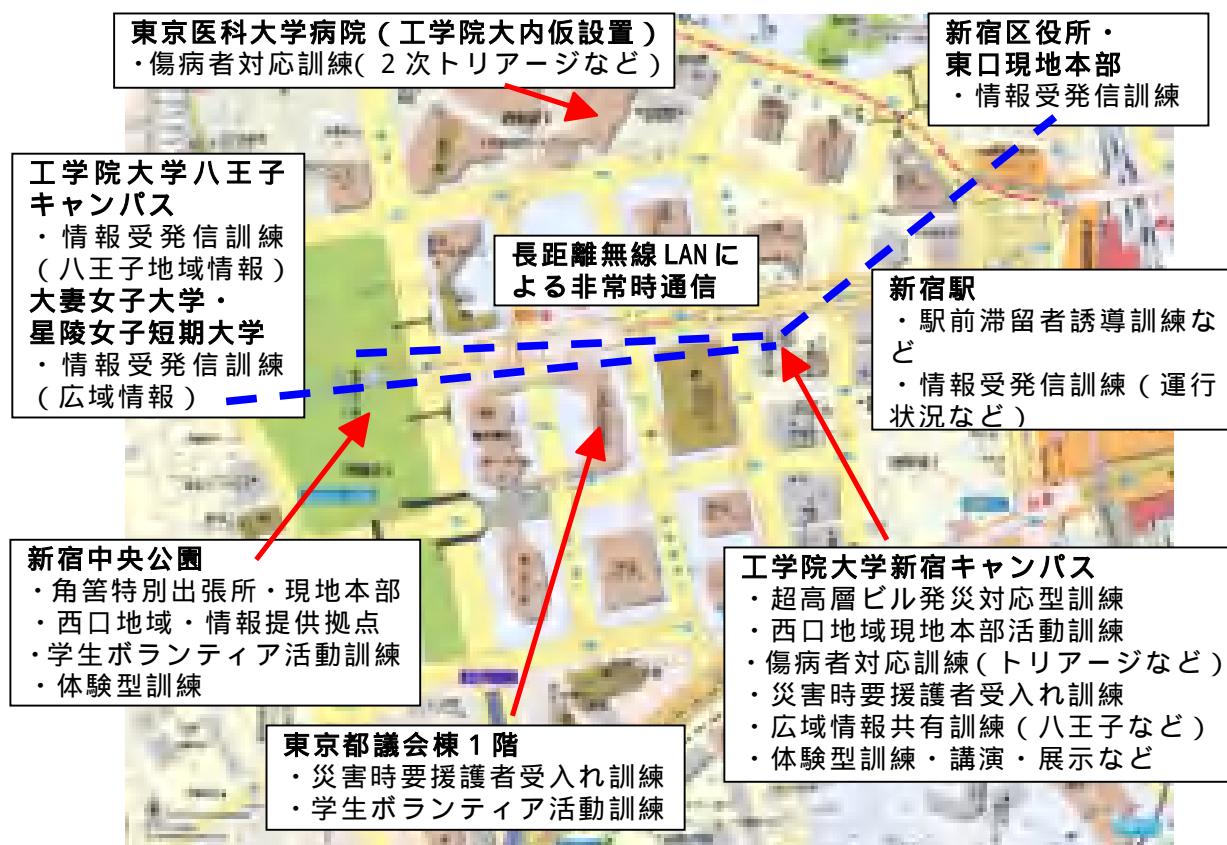 東京医科大学病院（工学院大内仮設置）
・傷病者対応訓練（２次トリアージなど）
新宿区役所・
東口現地本部
・情報受発信訓練
工学院大学八王子
キャンパス
・情報受発信訓練
（八王子地域情報）
大妻女子大学・
星陵女子短期大学
・情報受発信訓練
（広域情報）
長距離無線LANに
よる非常時通信
新宿駅
・駅前滞留者誘導訓練な
ど
・情報受発信訓練（運行
状況など）
新宿中央公園
・角筈特別出張所・現地本部
・西口地域・情報提供拠点
・学生ボランティア活動訓練
・体験型訓練
東京都議会棟１階
・災害時要援護者受入れ訓練
・学生ボランティア活動訓練
工学院大学新宿キャンパス
・超高層ビル発災対応型訓練
・西口地域現地本部活動訓練
・傷病者対応訓練（トリアージなど）
・災害時要援護者受入れ訓練
・広域情報共有訓練（八王子など）
・体験型訓練・講演・展示など